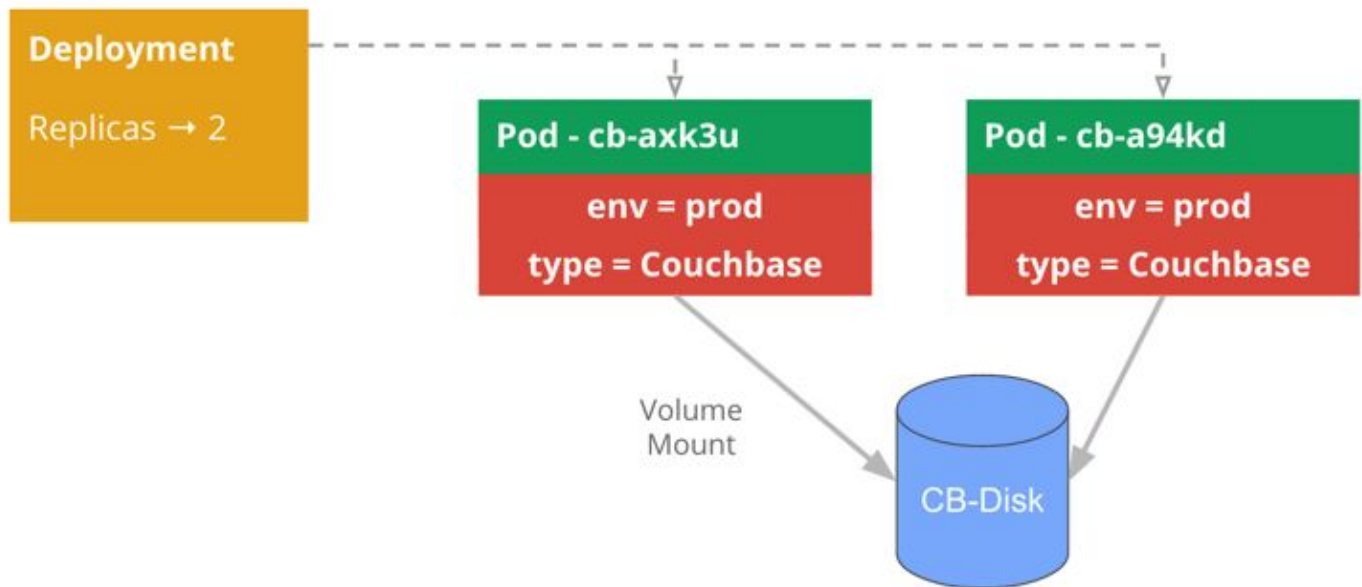 Deployment
Replicas → 2
Pod - cb-axk3u
env = prod
type = Couchbase
Pod - cb-a94kd
env = prod
type = Couchbase
Volume
Mount
CB-Disk